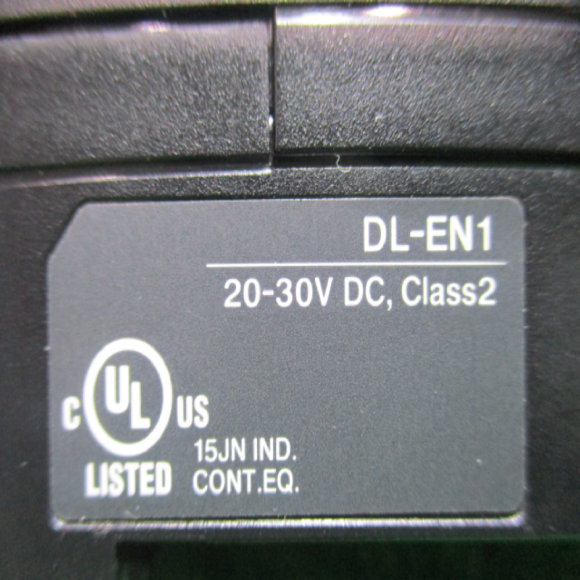 DL-EN1
20-30V DC, Class2
C UL US
LISTED
15JN IND.
CONT.EQ.